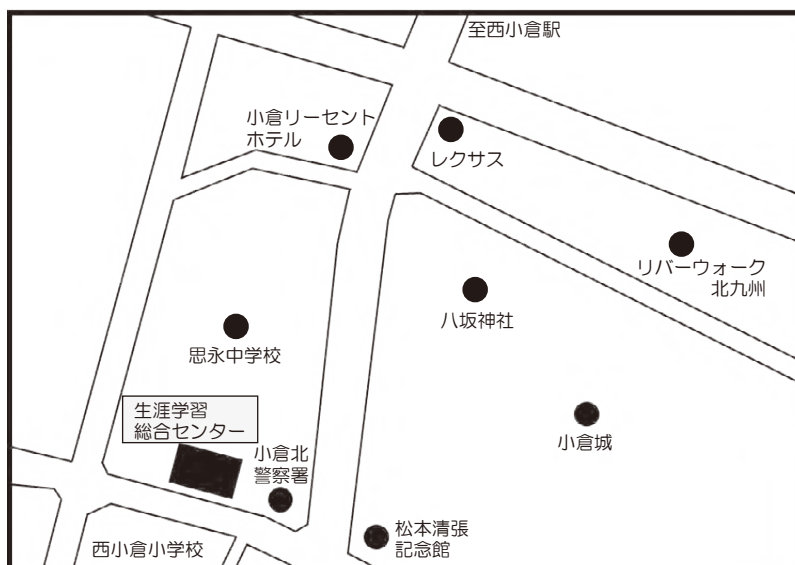 至西小倉駅
小倉リーセント
ホテル
レクサス
リバーウォーク
北九州
八坂神社
思永中学校
生涯学習
総合センター
小倉城
小倉北
警察署
松本清張
記念館
西小倉小学校